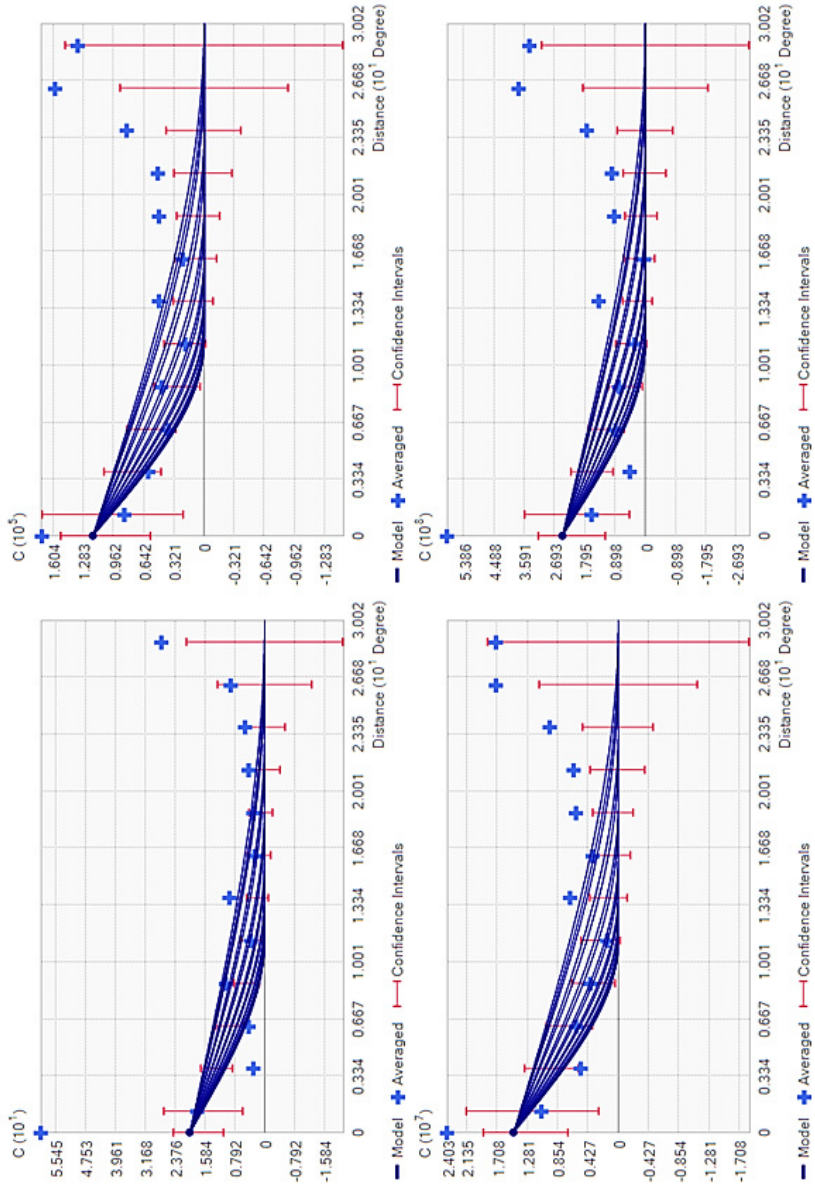 C (10¹)
5.545
4.753
3.961
3.168
2.376
1.584
0.792
0
-0.792
-1.584
0 0.334 0.667 1.001 1.334 1.668 2.001 2.335 2.668 3.002
Distance (10¹ Degree)
Model Averaged Confidence Intervals
C (10⁵)
1.604
1.283
0.962
0.642
0.321
0
-0.321
-0.642
-0.962
-1.283
0 0.334 0.667 1.001 1.334 1.668 2.001 2.335 2.668 3.002
Distance (10¹ Degree)
Model Averaged Confidence Intervals
C (10⁷)
2.403
2.135
1.708
1.281
0.854
0.427
0
-0.427
-0.854
-1.281
-1.708
0 0.334 0.667 1.001 1.334 1.668 2.001 2.335 2.668 3.002
Distance (10¹ Degree)
Model Averaged Confidence Intervals
C (10⁸)
5.386
4.488
3.591
2.693
1.795
0.898
0
-0.898
-1.795
-2.693
0 0.334 0.667 1.001 1.334 1.668 2.001 2.335 2.668 3.002
Distance (10¹ Degree)
Model Averaged Confidence Intervals